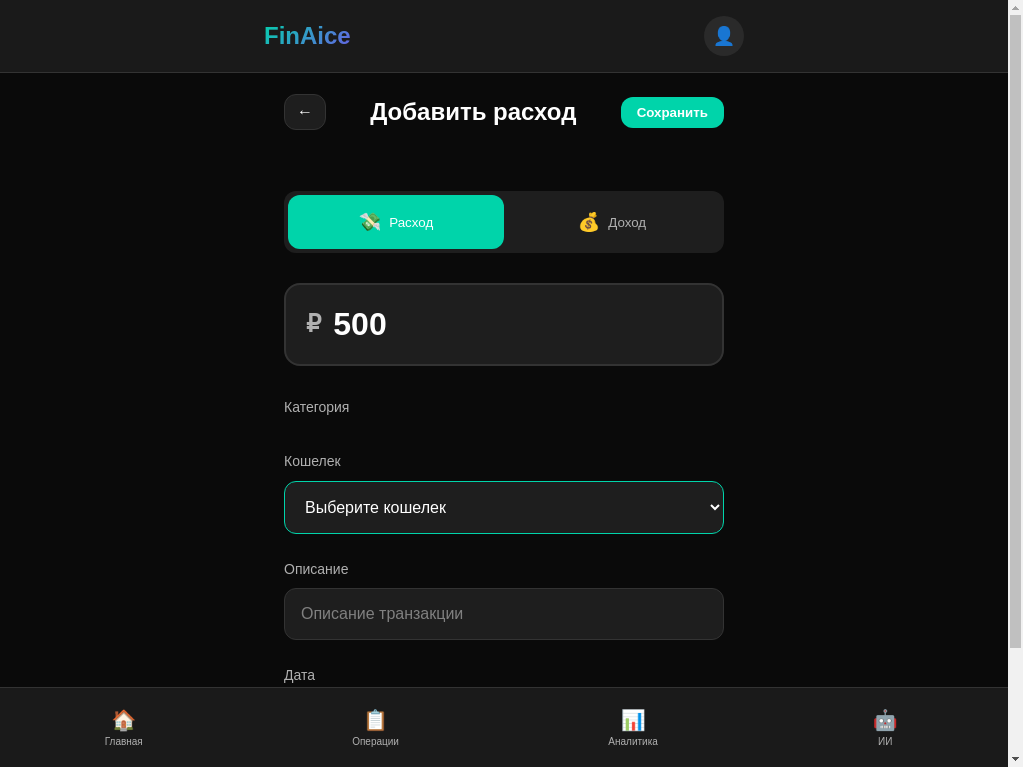 FinAice
←
Добавить расход
Сохранить
Расход
Доход
₽ 500
Категория
Кошелек
Выберите кошелек
Описание
Описание транзакции
Дата
Главная
Операции
Аналитика
ИИ